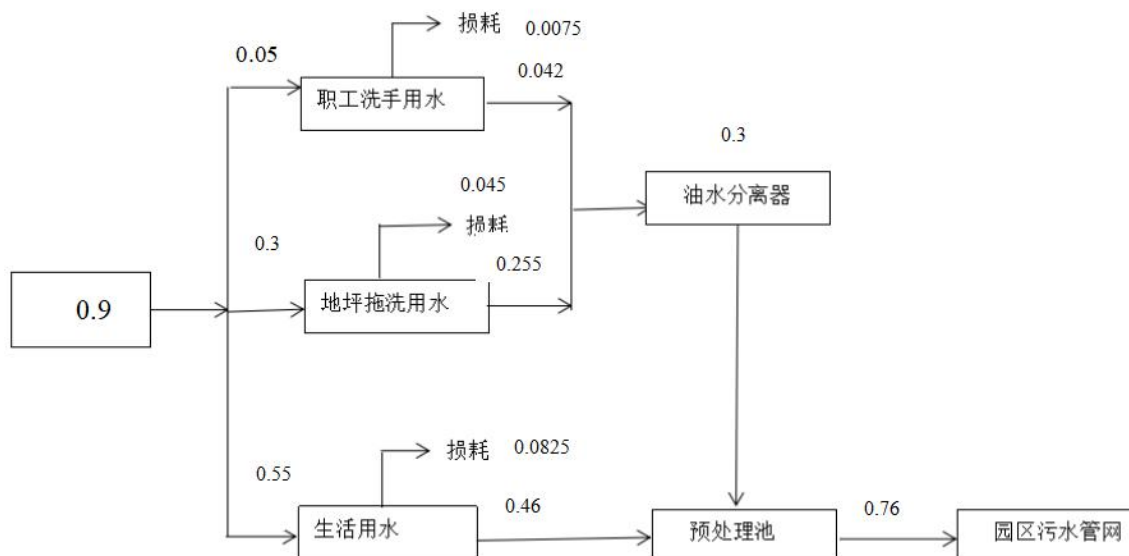 损耗 0.0075
0.05
0.042
职工洗手用水
0.3
0.045
油水分离器
损耗
0.3
0.255
0.9
地坪拖洗用水
损耗 0.0825
0.55
0.46
0.76
生活用水
预处理池
园区污水管网